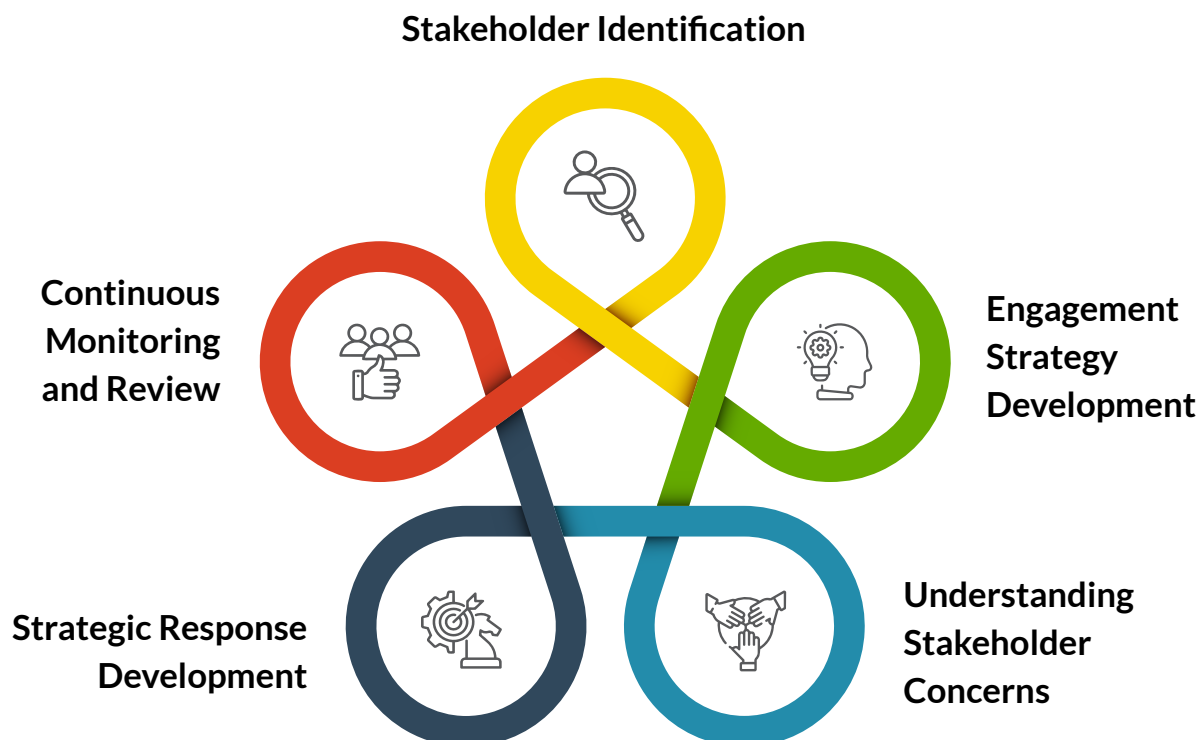 Stakeholder Identification
Engagement
Strategy
Development
Understanding
Stakeholder
Concerns
Strategic Response
Development
Continuous
Monitoring
and Review